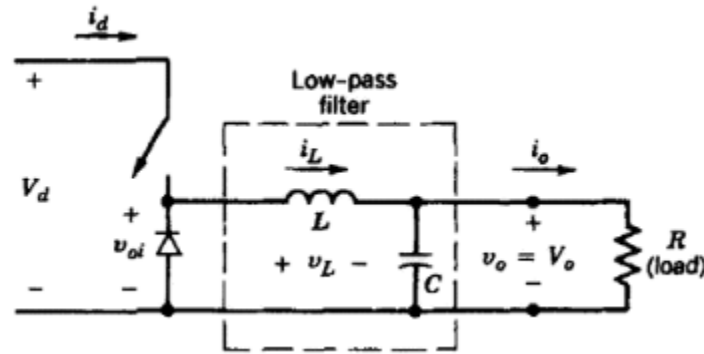 i_d
Low-pass
filter
+
i_L
i_o
V_d
+
L
+
R
v_oi
+ v_L −
C
v_o = V_o
(load)
−
−
−